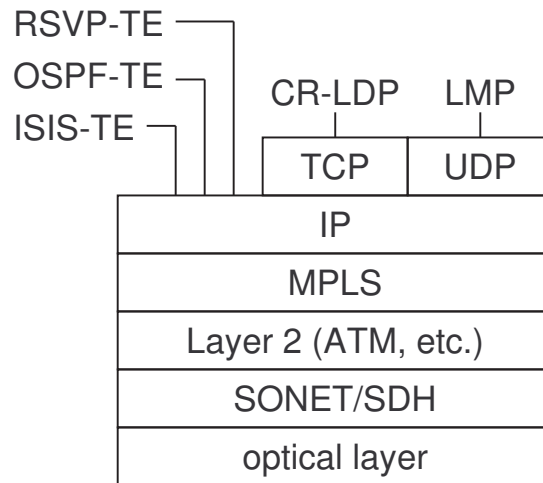 RSVP-TE
OSPF-TE
ISIS-TE
CR-LDP LMP
TCP UDP
IP
MPLS
Layer 2 (ATM, etc.)
SONET/SDH
optical layer